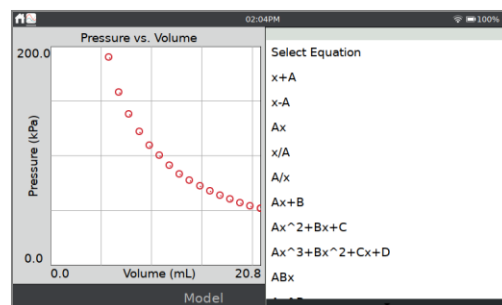 02:04PM
100%
Pressure vs. Volume
200.0
Pressure (kPa)
0.0
0.0
Volume (mL)
20.8
Model
Select Equation
x+A
x-A
Ax
x/A
A/x
Ax+B
Ax^2+Bx+C
Ax^3+Bx^2+Cx+D
ABx